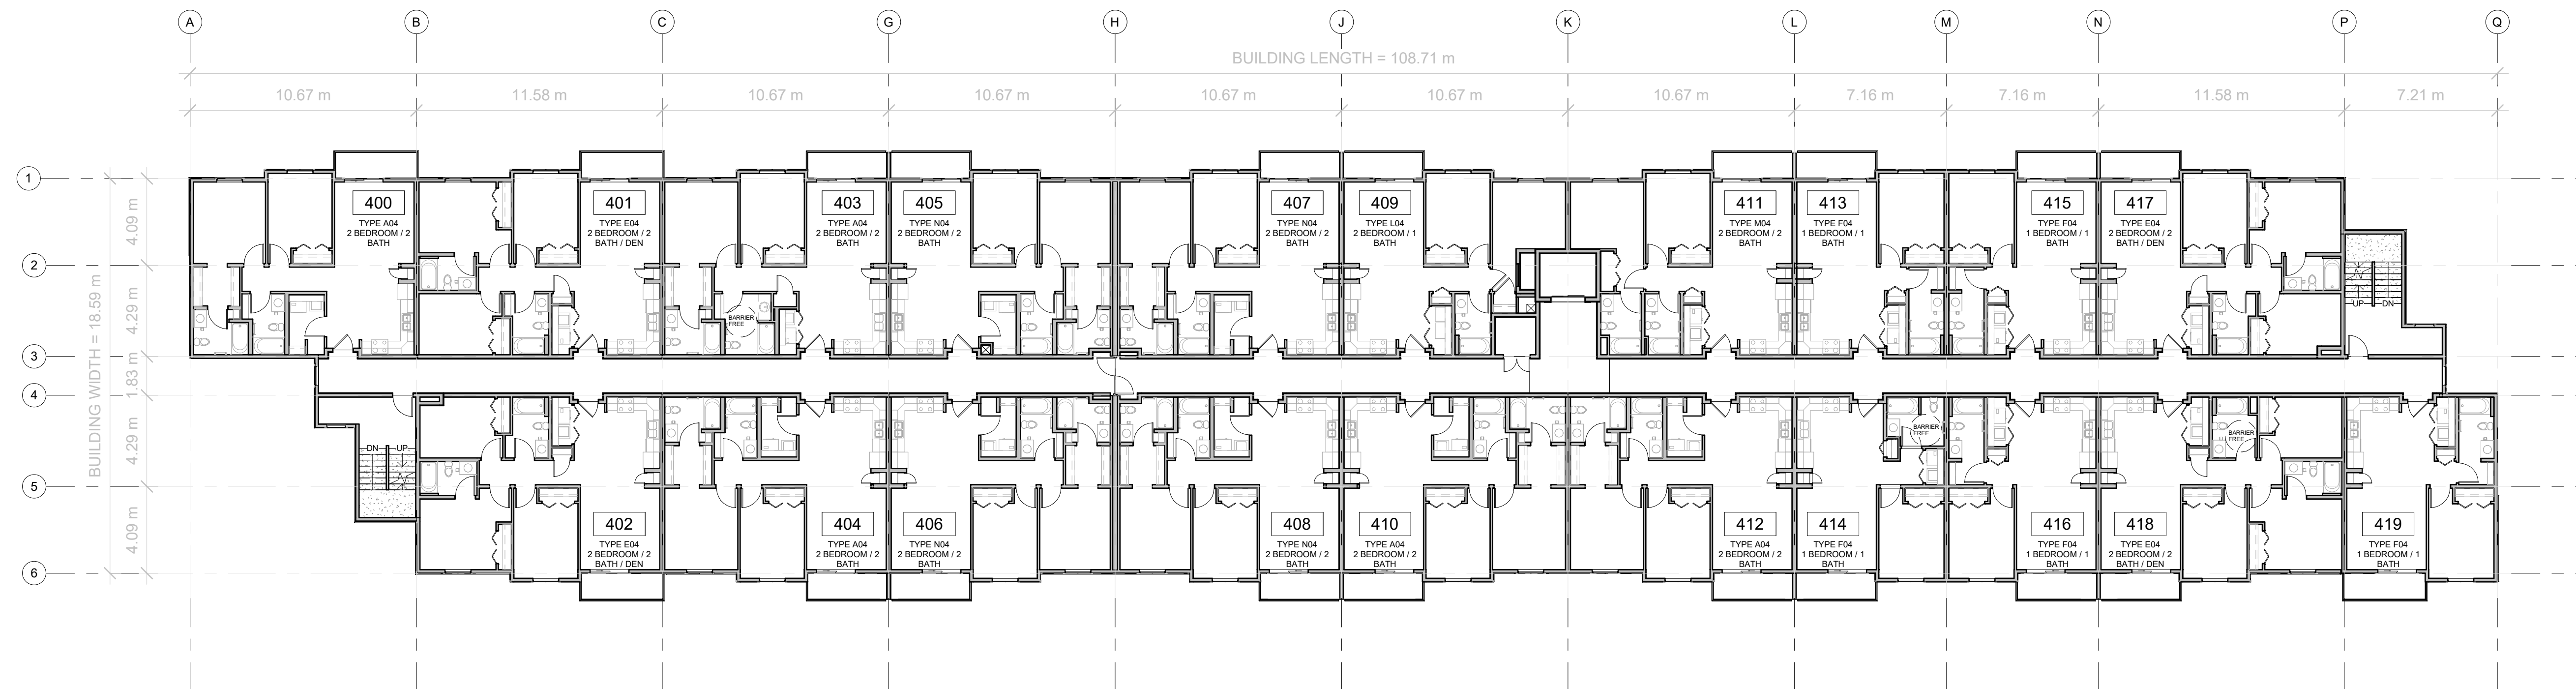 A B C G H J K L M N P Q
BUILDING LENGTH = 108.71 m
10.67 m 11.58 m 10.67 m 10.67 m 10.67 m 10.67 m 10.67 m 7.16 m 7.16 m 11.58 m 7.21 m
1
2
3
4
5
6
BUILDING WIDTH = 18.59 m
4.09 m
4.29 m
1.83 m
4.29 m
4.09 m
400
TYPE A04
2 BEDROOM / 2
BATH
401
TYPE E04
2 BEDROOM / 2
BATH / DEN
403
TYPE A04
2 BEDROOM / 2
BATH
405
TYPE N04
2 BEDROOM / 2
BATH
407
TYPE N04
2 BEDROOM / 2
BATH
409
TYPE L04
2 BEDROOM / 1
BATH
411
TYPE M04
2 BEDROOM / 2
BATH
413
TYPE F04
1 BEDROOM / 1
BATH
415
TYPE F04
1 BEDROOM / 1
BATH
417
TYPE E04
2 BEDROOM / 2
BATH / DEN
BARRIER
FREE
UP DN
DN UP
BARRIER
FREE
BARRIER
FREE
402
TYPE E04
2 BEDROOM / 2
BATH / DEN
404
TYPE A04
2 BEDROOM / 2
BATH
406
TYPE N04
2 BEDROOM / 2
BATH
408
TYPE N04
2 BEDROOM / 2
BATH
410
TYPE A04
2 BEDROOM / 2
BATH
412
TYPE A04
2 BEDROOM / 2
BATH
414
TYPE F04
1 BEDROOM / 1
BATH
416
TYPE F04
1 BEDROOM / 1
BATH
418
TYPE E04
2 BEDROOM / 2
BATH / DEN
419
TYPE F04
1 BEDROOM / 1
BATH